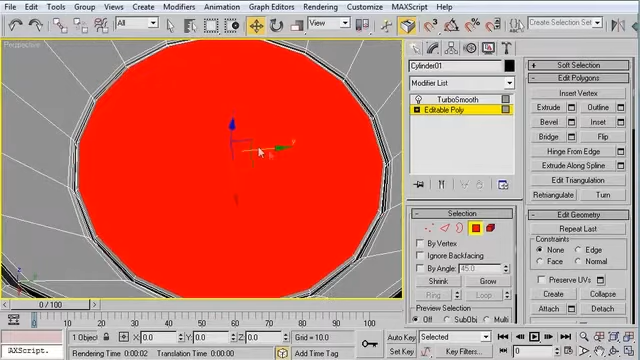 File Edit Tools Group Views Create Modifiers Animation Graph Editors Rendering Customize MAXScript Help
All View Create Selection Set
Perspective
Cylinder01
Modifier List
TurboSmooth
Editable Poly
Selection
By Vertex
Ignore Backfacing
By Angle: 45.0
Shrink Grow
Ring Loop
Preview Selection
Off SubObj Multi
Soft Selection
Edit Polygons
Insert Vertex
Extrude Outline
Bevel Inset
Bridge Flip
Hinge From Edge
Extrude Along Spline
Edit Triangulation
Retriangulate Turn
Edit Geometry
Repeat Last
Constraints
None Edge
Face Normal
Preserve UVs
Create Collapse
Attach Detach
0 / 100
0 10 20 30 40 50 60 70 80 90 100
1 Object X: 0.0 Y: 0.0 Z: 0.0 Grid = 10.0
Auto Key Selected
Set Key Key Filters...
AXScript.
Rendering Time: 0:00:02 Translation Time: 0:00:00 Add Time Tag